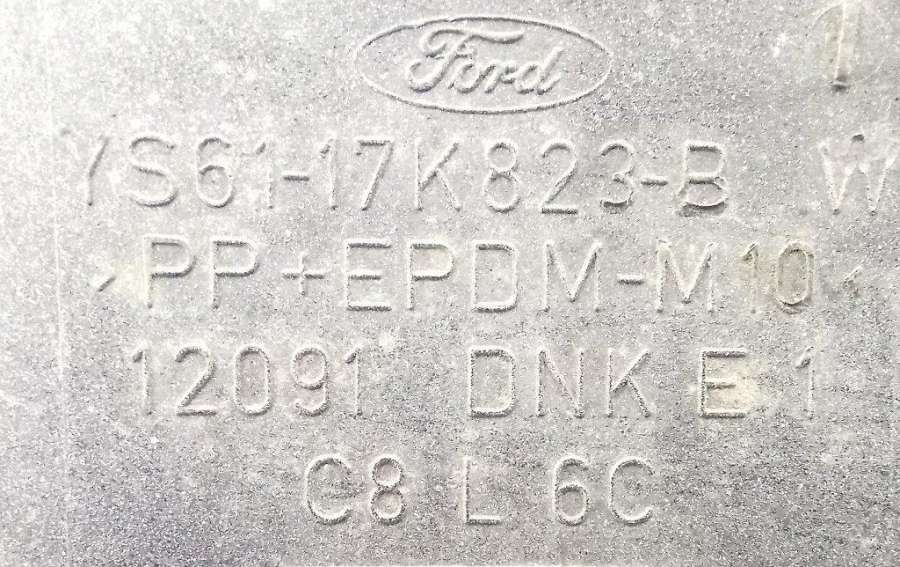 Ford
YS61-17K823-B W
PP+EPDM-M10
12091 DNK E 1
C8 L 6C